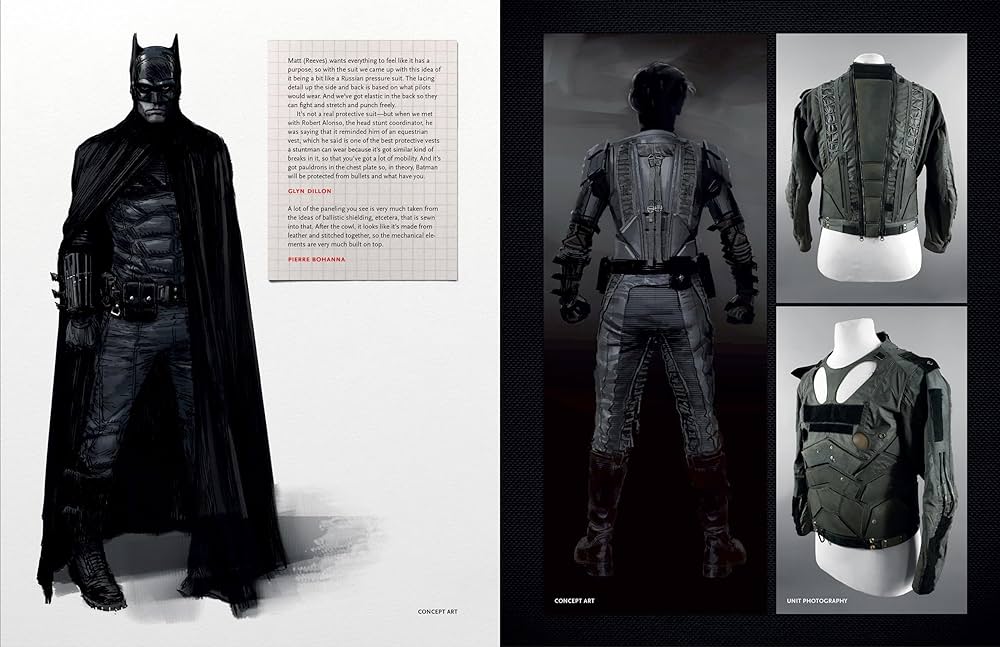 Matt (Reeves) wants everything to feel like it has a
purpose, so with the suit we came up with this idea of
it being a bit like a Russian pressure suit. The lacing
detail up the side and back is based on what pilots
would wear. And we've got elastic in the back so they
can fight and stretch and punch freely.
It's not a real protective suit—but when we met
with Robert Alonso, the head stunt coordinator, he
was saying that it reminded him of an equestrian
vest, which he said is one of the best protective vests
a stuntman can wear because it's got similar kind of
breaks in it, so that you've got a lot of mobility. And it's
got pauldrons in the chest plate so, in theory, Batman
will be protected from bullets and what have you.
GLYN DILLON
A lot of the paneling you see is very much taken from
the ideas of ballistic shielding, etcetera, that is sewn
into that. After the cowl, it looks like it's made from
leather and stitched together, so the mechanical ele-
ments are very much built on top.
PIERRE BOHANNA
CONCEPT ART
CONCEPT ART
UNIT PHOTOGRAPHY